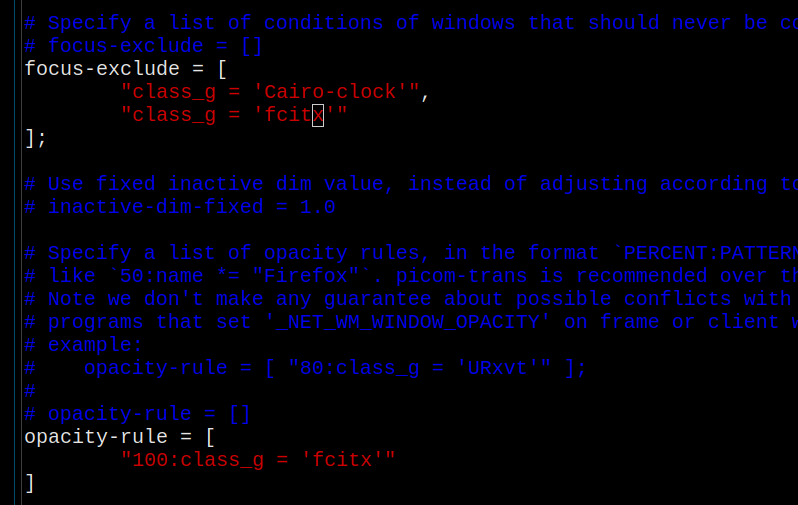 # Specify a list of conditions of windows that should never be
# focus-exclude = []
focus-exclude = [
"class_g = 'Cairo-clock'",
"class_g = 'fcitx'"
];
# Use fixed inactive dim value, instead of adjusting according to
# inactive-dim-fixed = 1.0
# Specify a list of opacity rules, in the format `PERCENT:PATTERN
# like `50:name *= "Firefox"`. picom-trans is recommended over
# Note we don't make any guarantee about possible conflicts with
# programs that set '_NET_WM_WINDOW_OPACITY' on frame or client
# example:
#    opacity-rule = [ "80:class_g = 'URxvt'" ];
#
# opacity-rule = []
opacity-rule = [
"100:class_g = 'fcitx'"
]